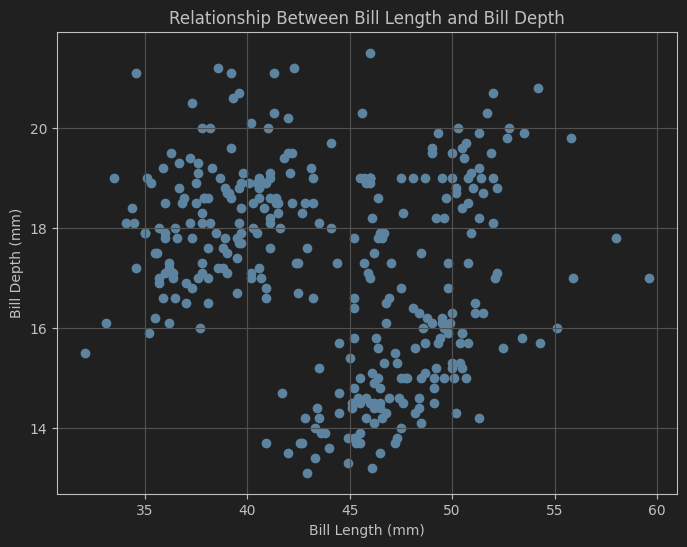 Relationship Between Bill Length and Bill Depth
Bill Depth (mm)
20
18
16
14
35 40 45 50 55 60
Bill Length (mm)